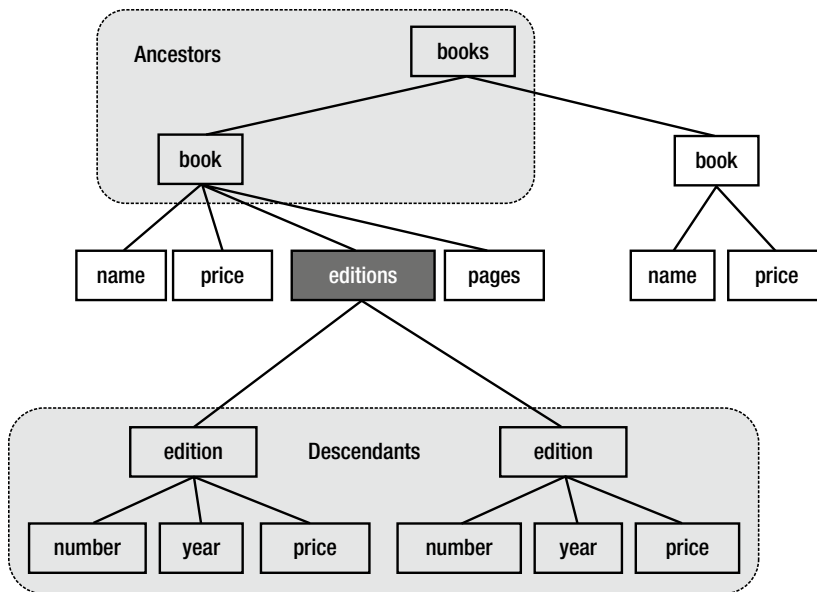 books
Ancestors
book
book
name
price
editions
pages
name
price
edition
Descendants
edition
number
year
price
number
year
price